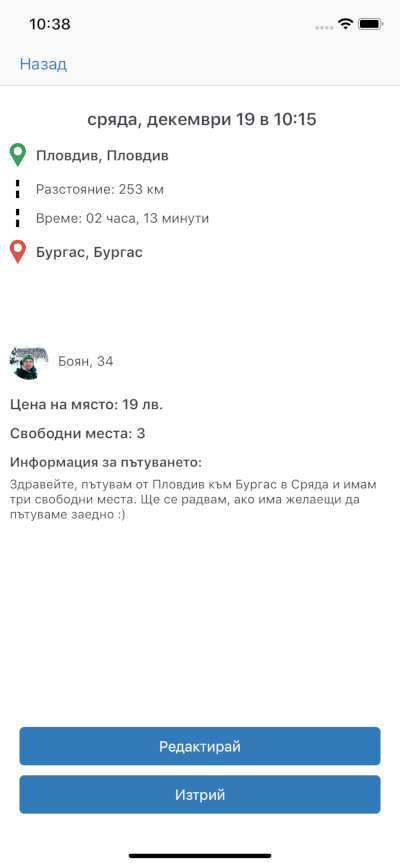 10:38
Назад
сряда, декември 19 в 10:15
Пловдив, Пловдив
Разстояние: 253 км
Време: 02 часа, 13 минути
Бургас, Бургас
Боян, 34
Цена на място: 19 лв.
Свободни места: 3
Информация за пътуването:
Здравейте, пътувам от Пловдив към Бургас в Сряда и имам
три свободни места. Ще се радвам, ако има желаещи да
пътуваме заедно :)
Редактирай
Изтрий